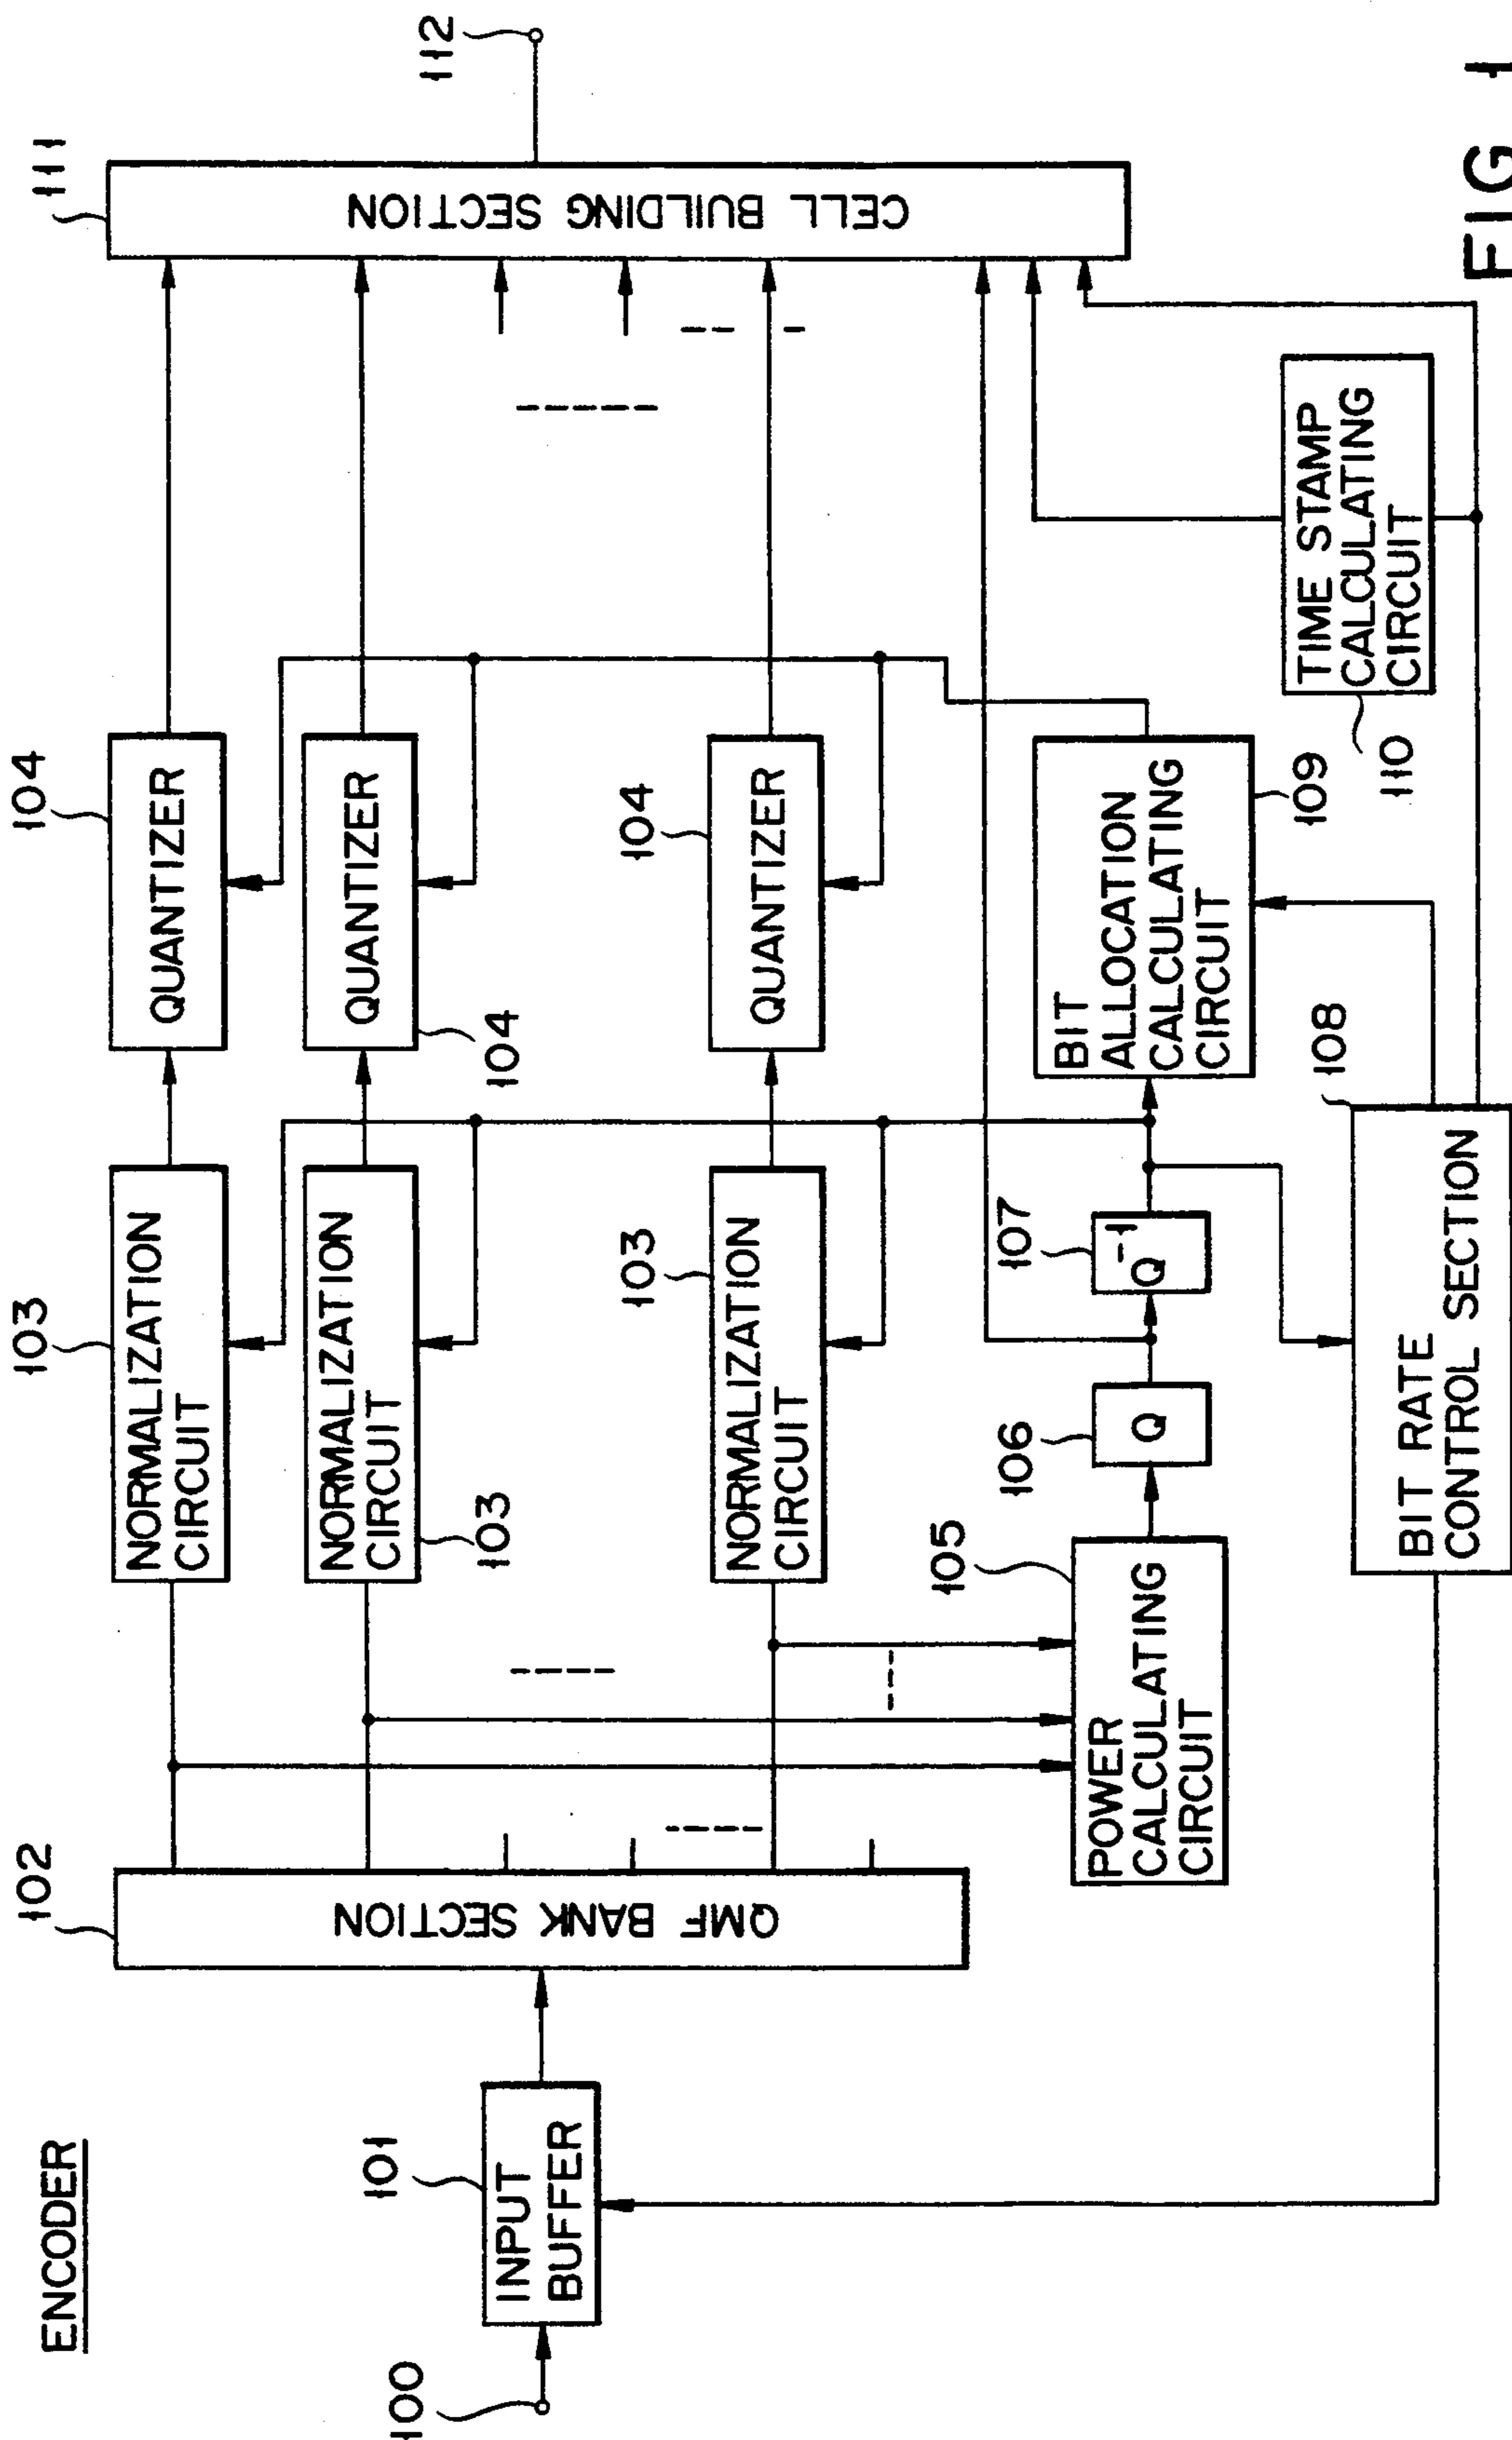 ENCODER
100
101
INPUT
BUFFER
102
QMF BANK SECTION
103
NORMALIZATION
CIRCUIT
104
QUANTIZER
NORMALIZATION
CIRCUIT
103
QUANTIZER
104
103
NORMALIZATION
CIRCUIT
104
QUANTIZER
105
POWER
CALCULATING
CIRCUIT
106
Q
107
Q-1
BIT
ALLOCATION
CALCULATING
CIRCUIT
109
108
BIT RATE
CONTROL SECTION
TIME STAMP
CALCULATING
CIRCUIT
110
111
CELL BUILDING SECTION
112
FIG 1